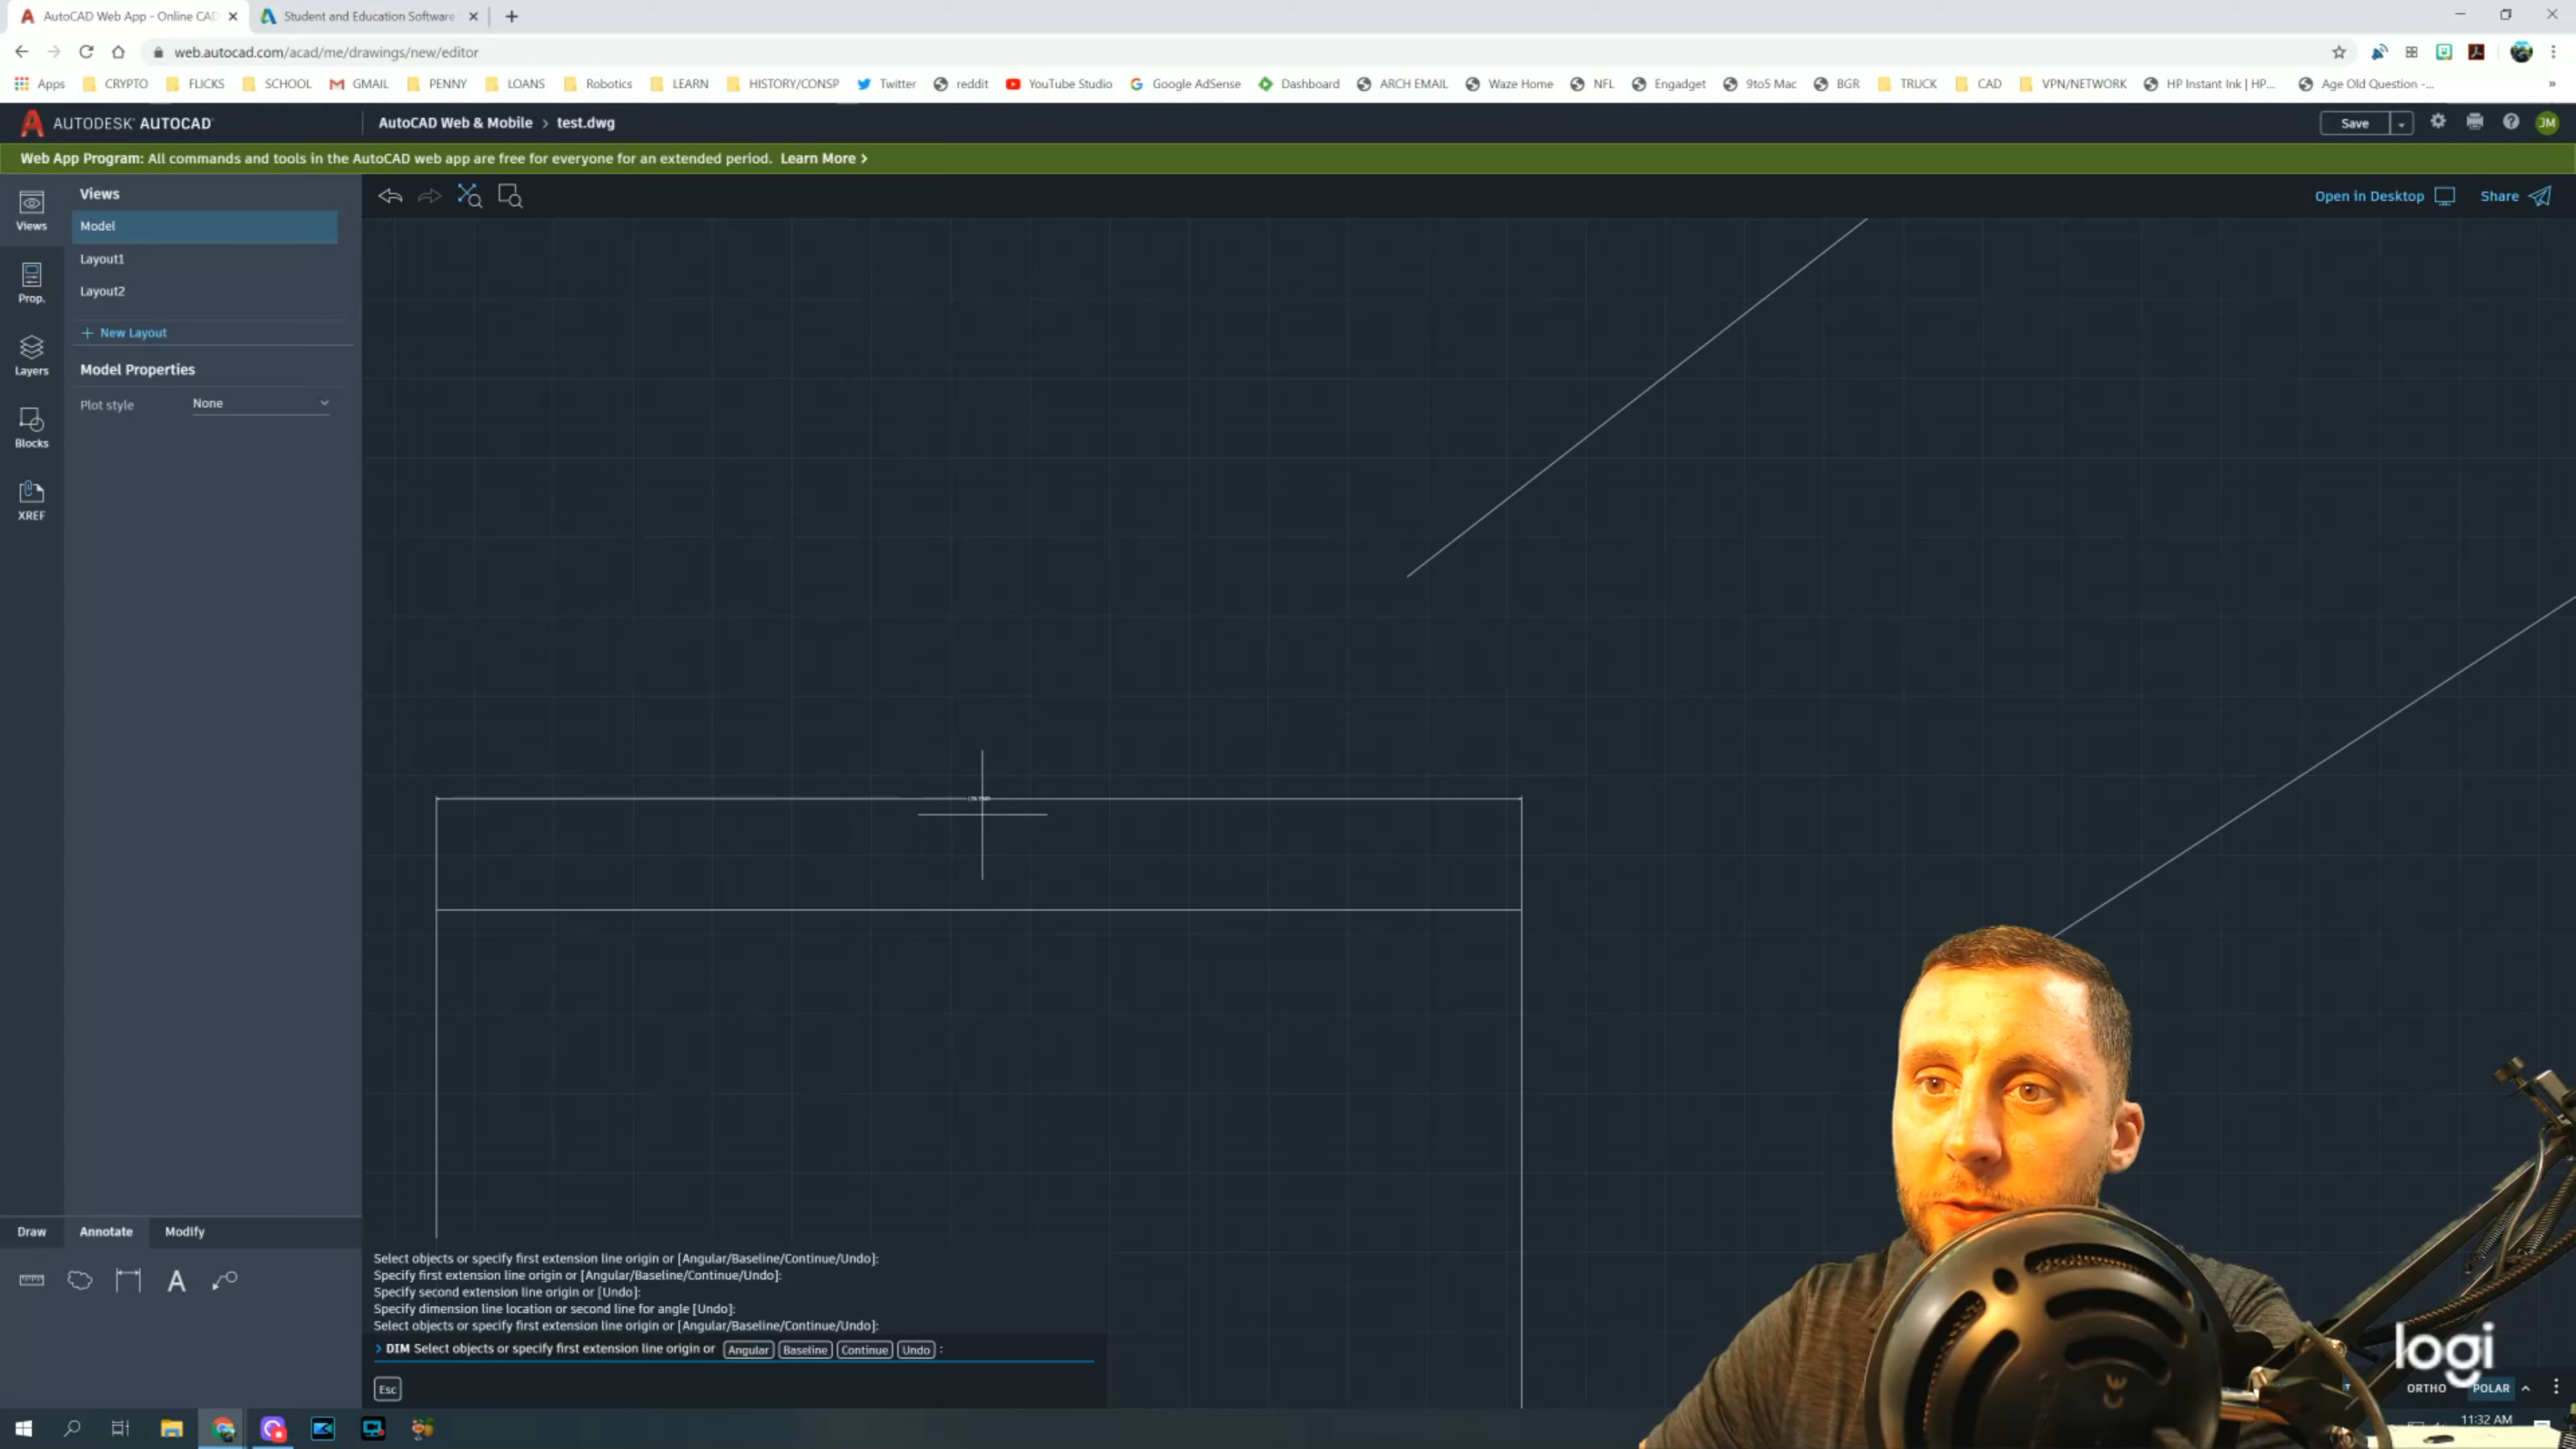 AutoCAD Web App - Online CAD
Student and Education Software
web.autocad.com/acad/me/drawings/new/editor
Apps CRYPTO FLICKS SCHOOL GMAIL PENNY LOANS Robotics LEARN HISTORY/CONSP Twitter reddit YouTube Studio Google AdSense Dashboard ARCH EMAIL Waze Home NFL Engadget 9to5 Mac BGR TRUCK CAD VPN/NETWORK HP Instant Ink | HP... Age Old Question -... »
AUTODESK® AUTOCAD®
AutoCAD Web & Mobile > test.dwg
Save
JM
Web App Program: All commands and tools in the AutoCAD web app are free for everyone for an extended period. Learn More >
Views
Views
Model
Layout1
Layout2
+ New Layout
Model Properties
Plot style None
Prop.
Layers
Blocks
XREF
Open in Desktop
Share
Draw Annotate Modify
A
Select objects or specify first extension line origin or [Angular/Baseline/Continue/Undo]:
Specify first extension line origin or [Angular/Baseline/Continue/Undo]:
Specify second extension line origin or [Undo]:
Specify dimension line location or second line for angle [Undo]:
Select objects or specify first extension line origin or [Angular/Baseline/Continue/Undo]:
> DIM Select objects or specify first extension line origin or Angular Baseline Continue Undo :
Esc
logi
ORTHO POLAR
11:32 AM